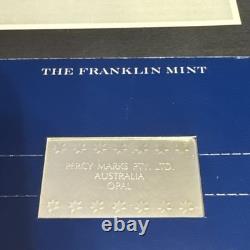 THE FRANKLIN MINT
PERCY MARKS PTY. LTD.
AUSTRALIA
OPAL